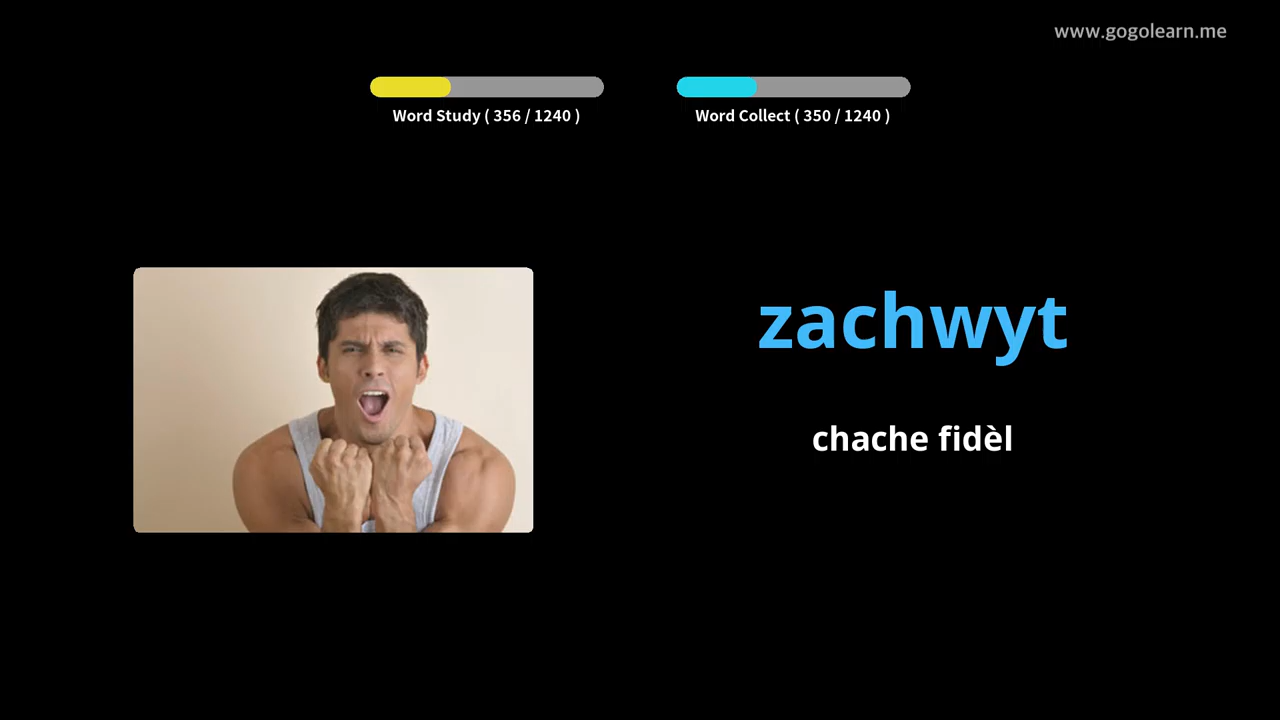 www.gogolearn.me
Word Study ( 356 / 1240 )
Word Collect ( 350 / 1240 )
zachwyt
chache fidèl